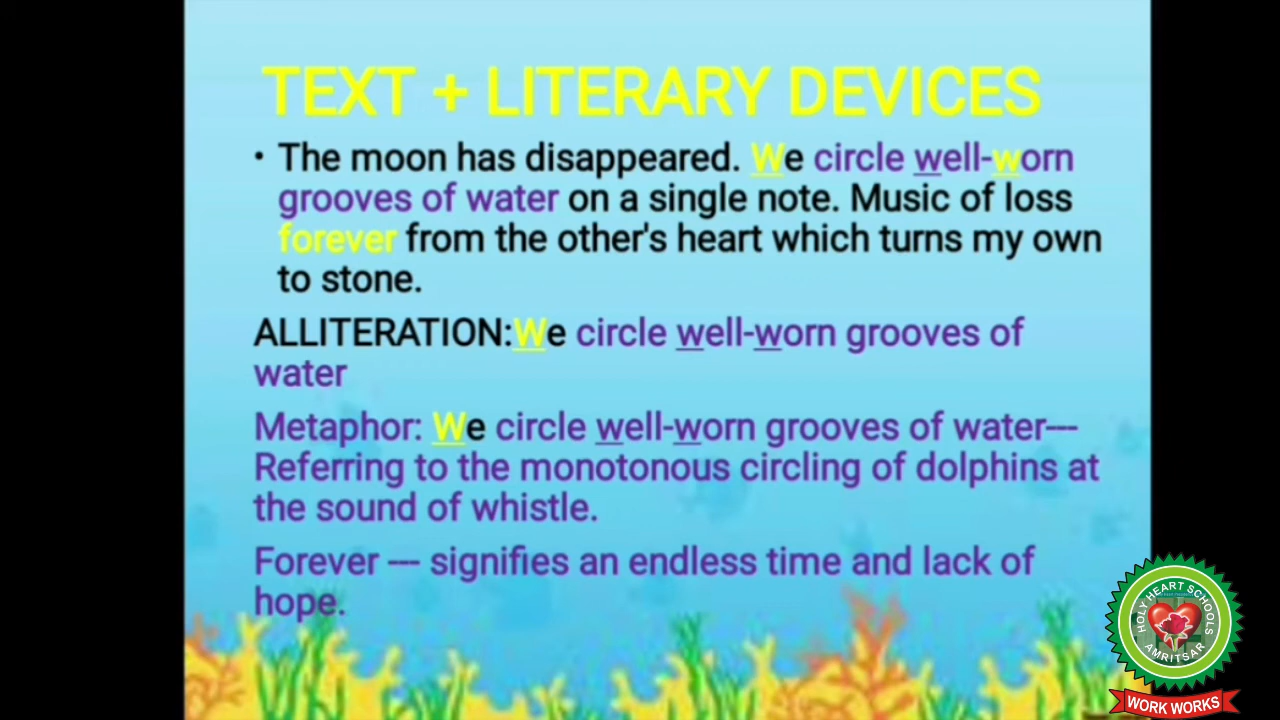 TEXT + LITERARY DEVICES
• The moon has disappeared. We circle well-worn
grooves of water on a single note. Music of loss
forever from the other's heart which turns my own
to stone.
ALLITERATION:We circle well-worn grooves of
water
Metaphor: We circle well-worn grooves of water---
Referring to the monotonous circling of dolphins at
the sound of whistle.
Forever --- signifies an endless time and lack of
hope.
HOLY HEART SCHOOLS
AMRITSAR
WORK WORKS